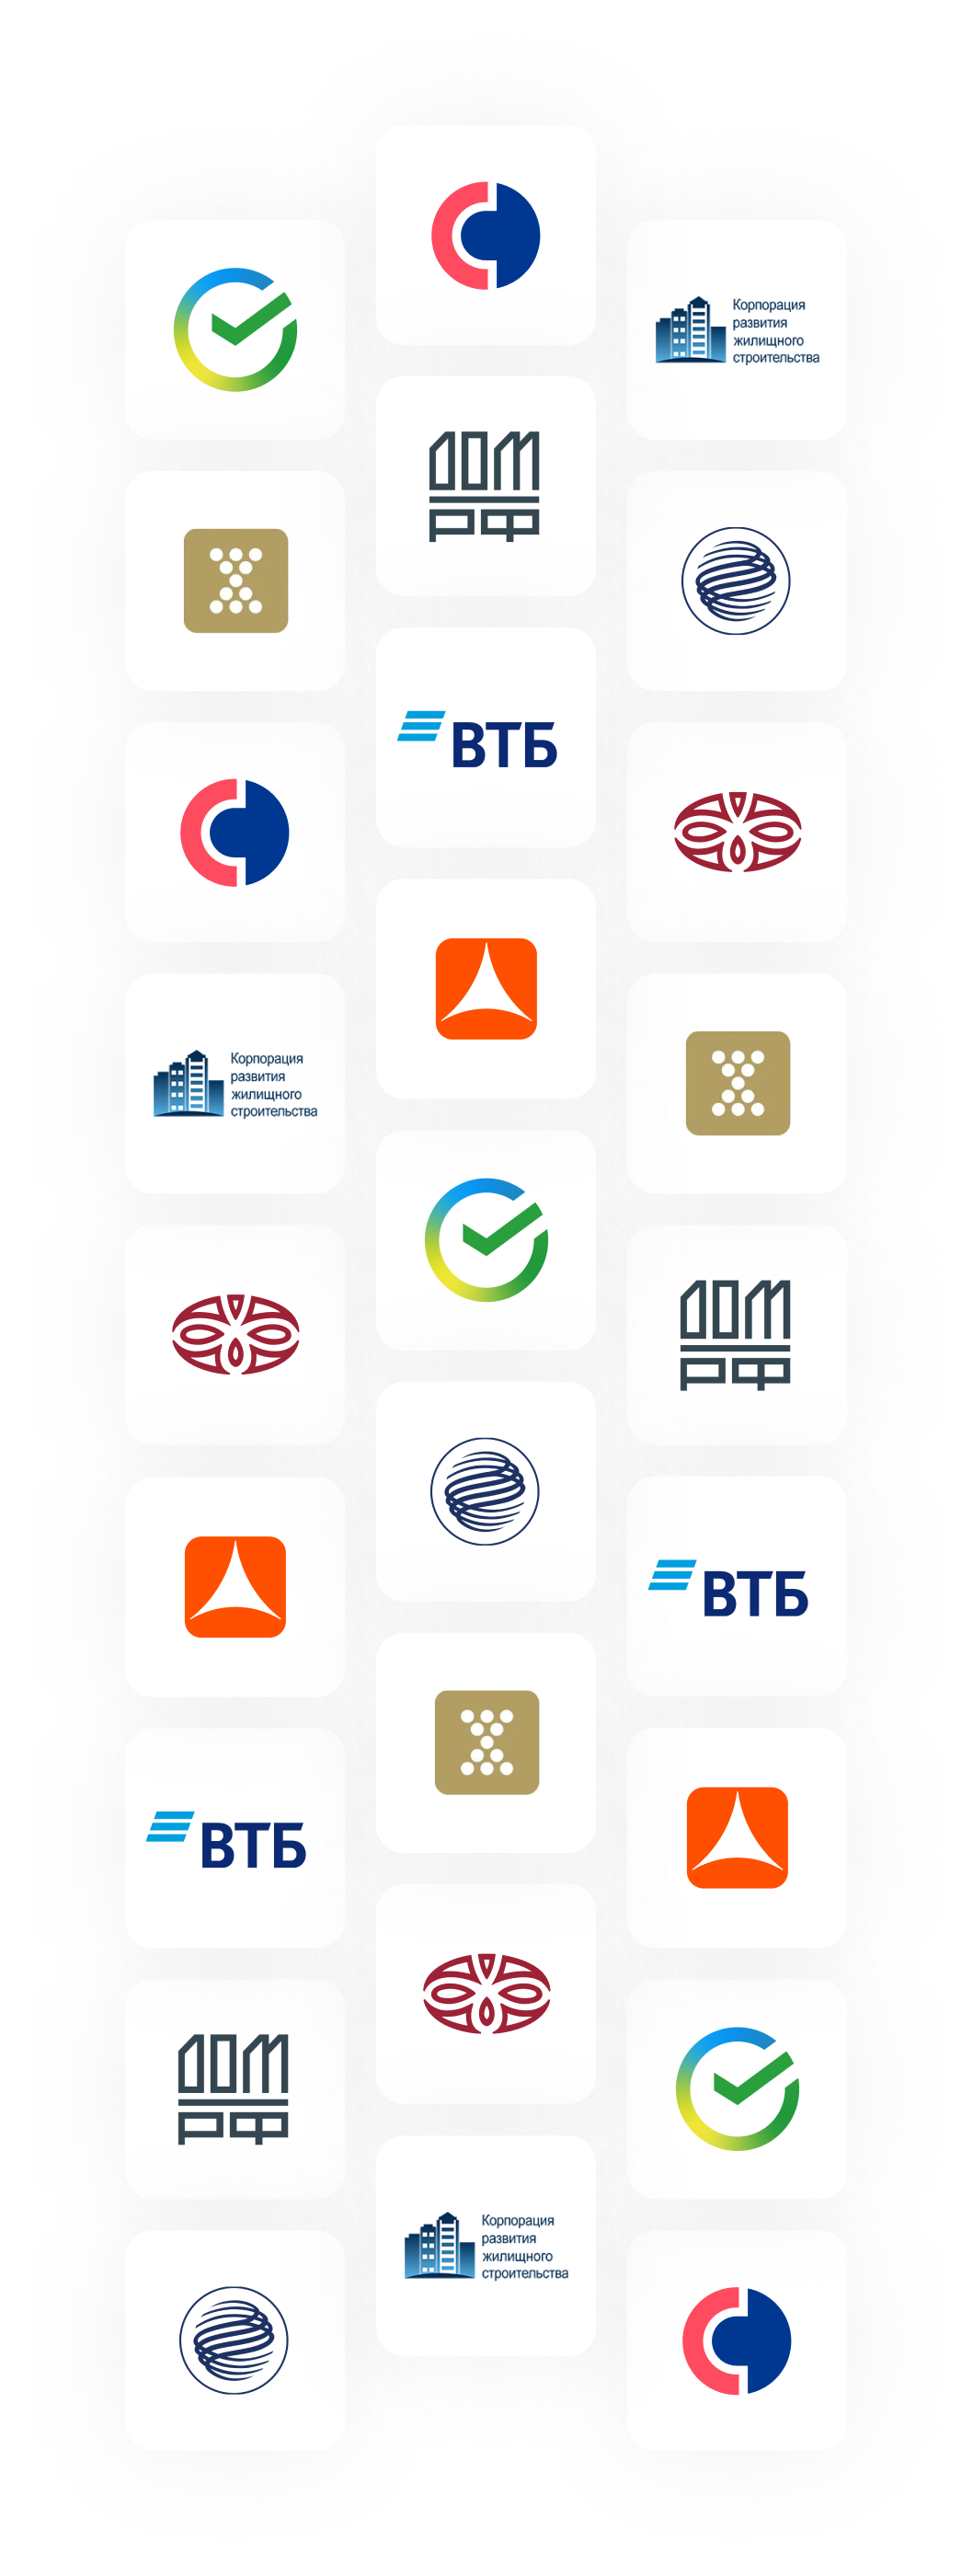 Корпорация
развития
жилищного
строительства
ДОМ
РФ
ВТБ
Корпорация
развития
жилищного
строительства
ДОМ
РФ
ВТБ
ВТБ
ДОМ
РФ
Корпорация
развития
жилищного
строительства